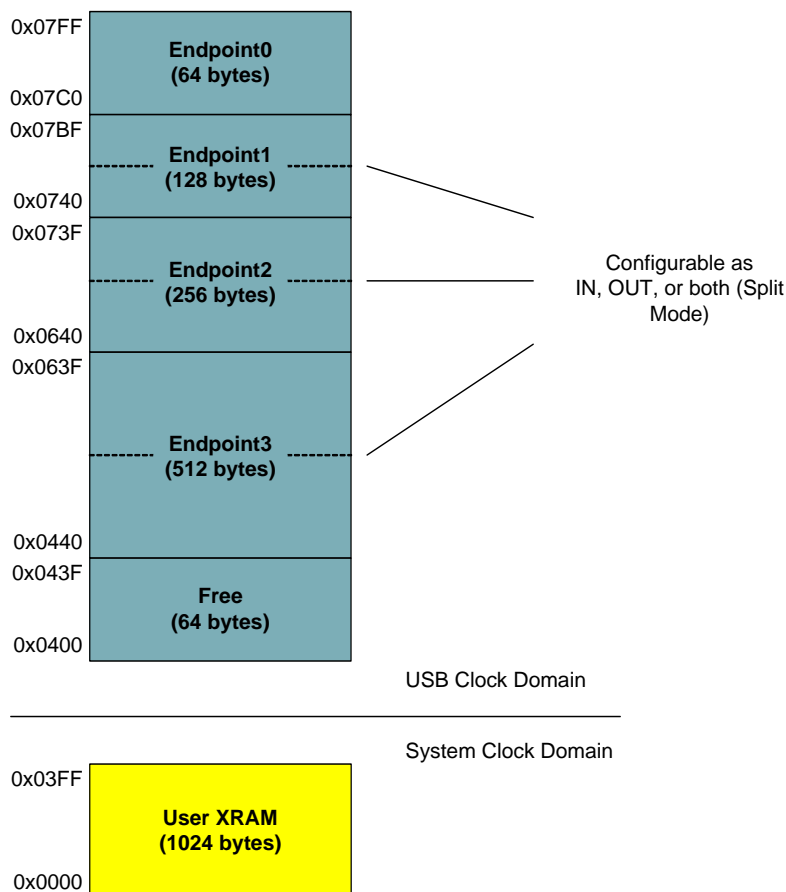 0x07FF
Endpoint0
(64 bytes)
0x07C0
0x07BF
Endpoint1
(128 bytes)
0x0740
0x073F
Endpoint2
(256 bytes)
0x0640
0x063F
Endpoint3
(512 bytes)
0x0440
0x043F
Free
(64 bytes)
0x0400
Configurable as
IN, OUT, or both (Split
Mode)
USB Clock Domain
System Clock Domain
0x03FF
User XRAM
(1024 bytes)
0x0000